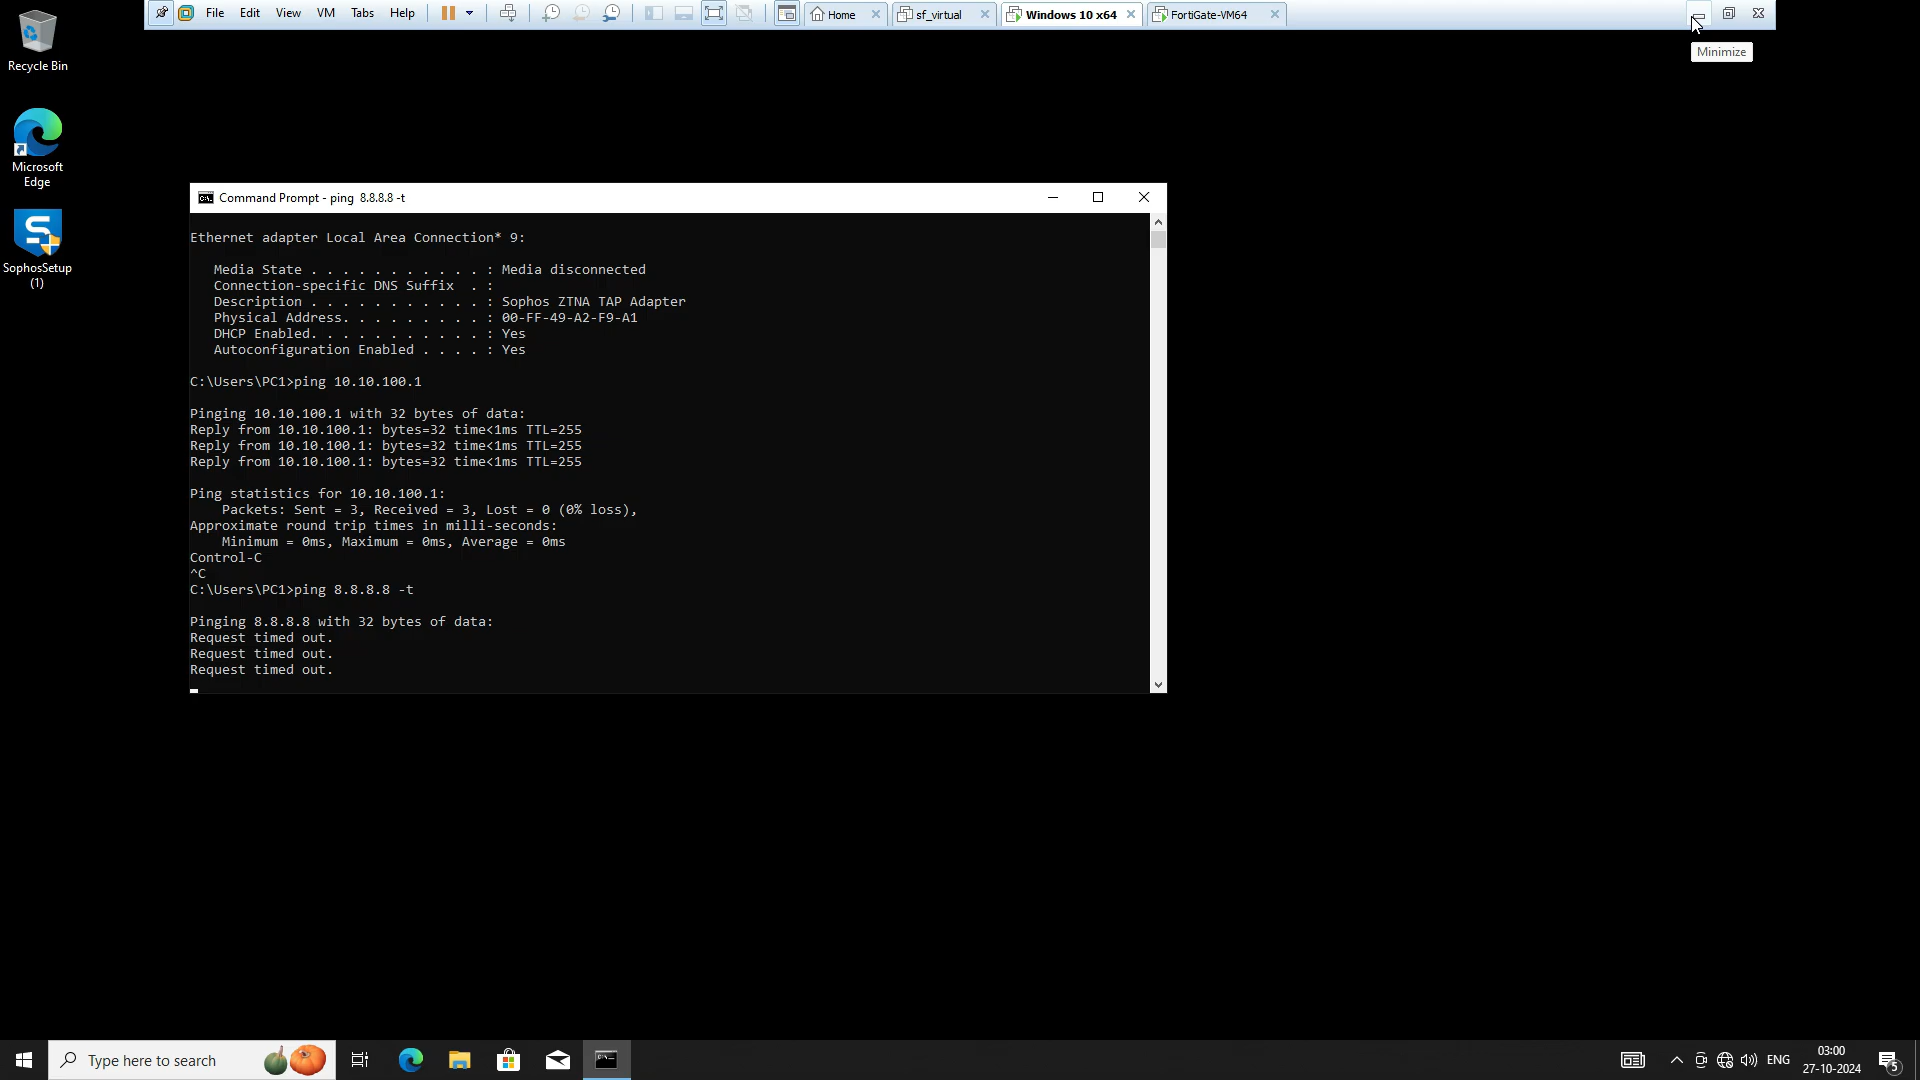 File Edit View VM Tabs Help Home sf_virtual Windows 10 x64 FortiGate-VM64
Minimize
Recycle Bin
Microsoft
Edge
SophosSetup
(1)
Command Prompt - ping  8.8.8.8 -t
Ethernet adapter Local Area Connection* 9:
Media State . . . . . . . . . . . : Media disconnected
Connection-specific DNS Suffix  . :
Description . . . . . . . . . . . : Sophos ZTNA TAP Adapter
Physical Address. . . . . . . . . : 00-FF-49-A2-F9-A1
DHCP Enabled. . . . . . . . . . . : Yes
Autoconfiguration Enabled . . . . : Yes
C:\Users\PC1>ping 10.10.100.1
Pinging 10.10.100.1 with 32 bytes of data:
Reply from 10.10.100.1: bytes=32 time<1ms TTL=255
Reply from 10.10.100.1: bytes=32 time<1ms TTL=255
Reply from 10.10.100.1: bytes=32 time<1ms TTL=255
Ping statistics for 10.10.100.1:
Packets: Sent = 3, Received = 3, Lost = 0 (0% loss),
Approximate round trip times in milli-seconds:
Minimum = 0ms, Maximum = 0ms, Average = 0ms
Control-C
^C
C:\Users\PC1>ping 8.8.8.8 -t
Pinging 8.8.8.8 with 32 bytes of data:
Request timed out.
Request timed out.
Request timed out.
Type here to search
ENG
03:00
27-10-2024
5